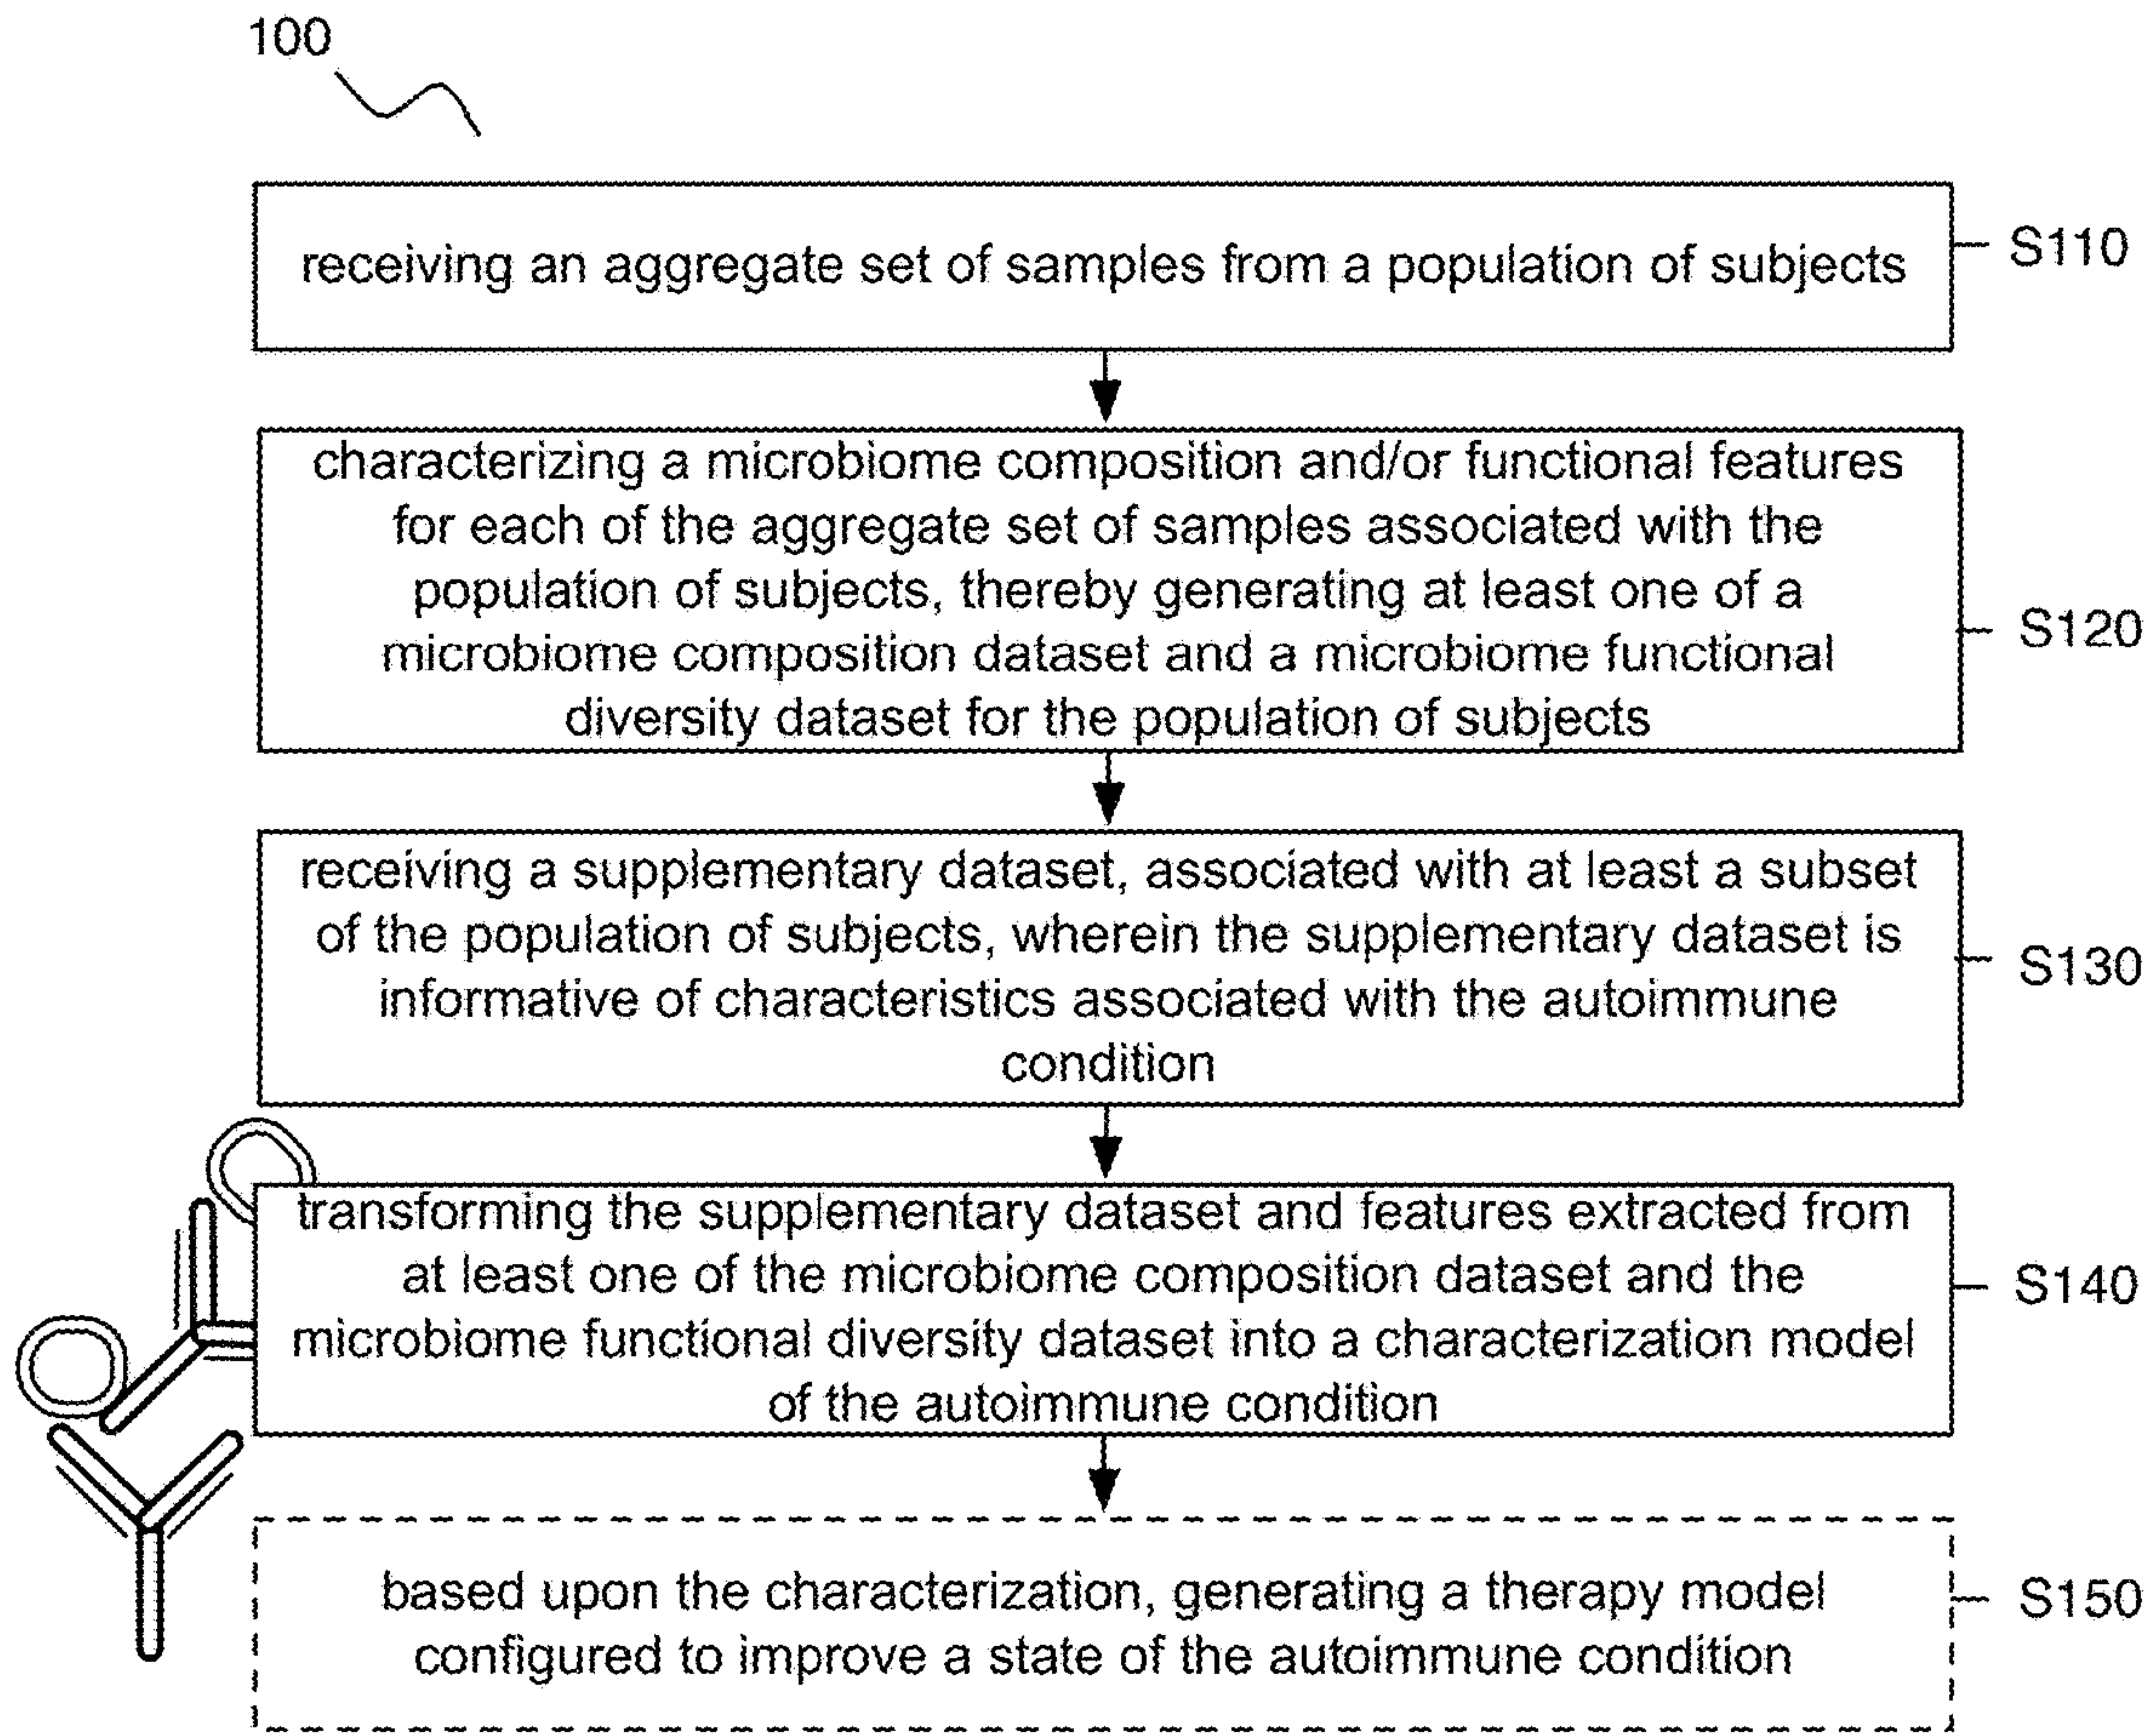 100
receiving an aggregate set of samples from a population of subjects
S110
characterizing a microbiome composition and/or functional features
for each of the aggregate set of samples associated with the
population of subjects, thereby generating at least one of a
microbiome composition dataset and a microbiome functional
diversity dataset for the population of subjects
S120
receiving a supplementary dataset, associated with at least a subset
of the population of subjects, wherein the supplementary dataset is
informative of characteristics associated with the autoimmune
condition
S130
transforming the supplementary dataset and features extracted from
at least one of the microbiome composition dataset and the
microbiome functional diversity dataset into a characterization model
of the autoimmune condition
S140
based upon the characterization, generating a therapy model
configured to improve a state of the autoimmune condition
S150